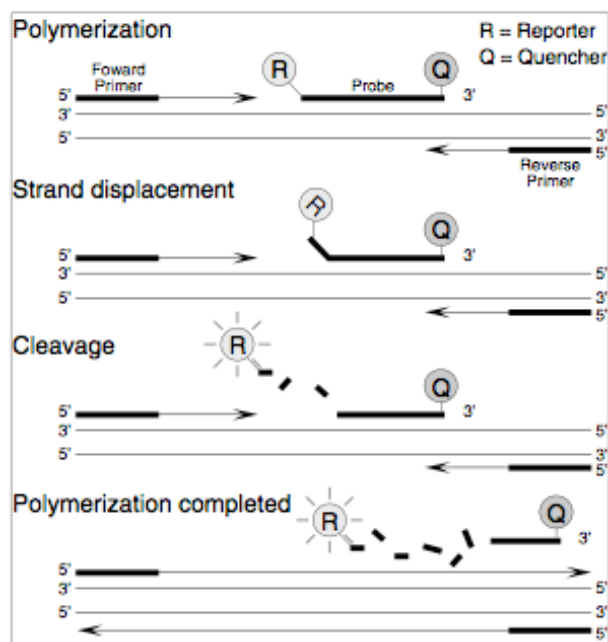 Polymerization
R = Reporter
Q = Quencher
Foward
Primer
R
Probe
Q
5'
3'
3'
5'
5'
3'
5'
Reverse
Primer
Strand displacement
R
Q
5'
3'
3'
5'
5'
3'
5'
Cleavage
R
Q
5'
3'
3'
5'
5'
3'
5'
Polymerization completed
R
Q
3'
5'
3'
5'
5'
3'
5'